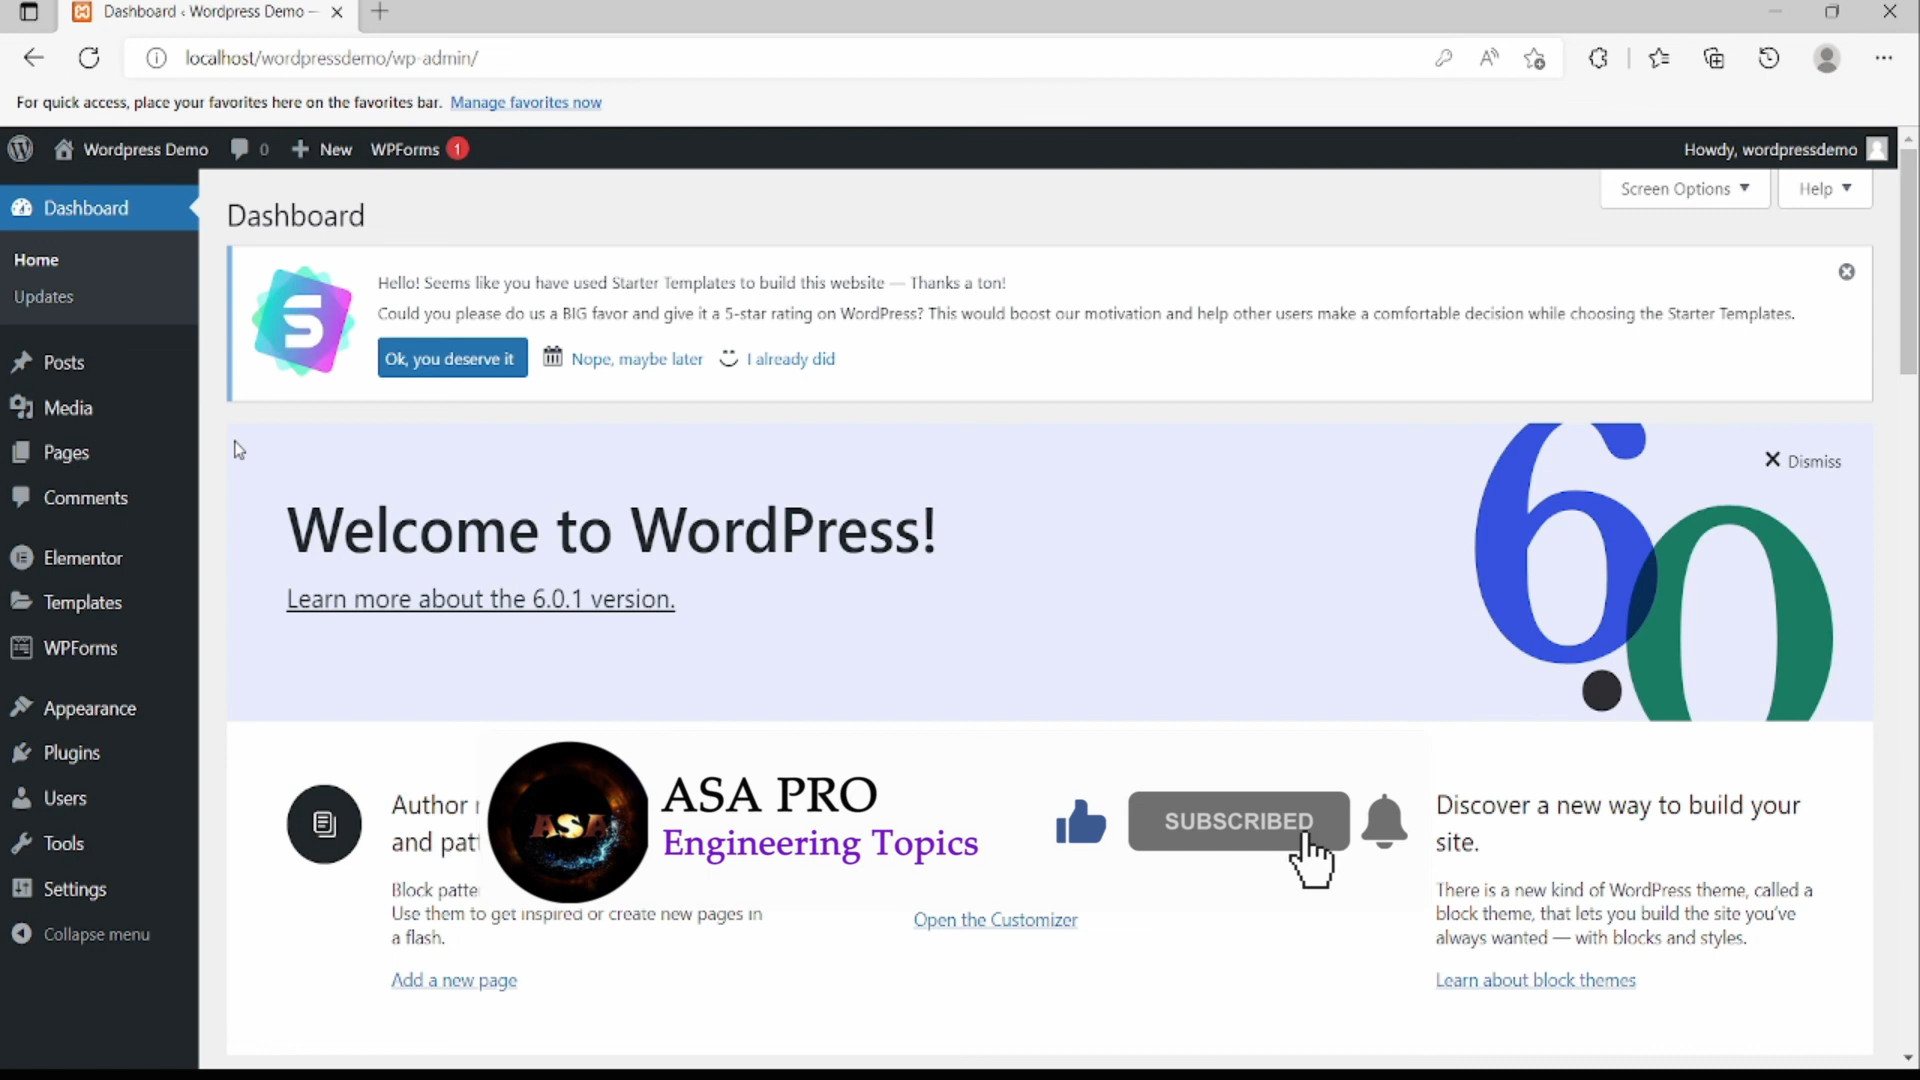 Dashboard ‹ Wordpress Demo —
localhost/wordpressdemo/wp-admin/
For quick access, place your favorites here on the favorites bar. Manage favorites now
Wordpress Demo 0 New WPForms 1
Howdy, wordpressdemo
Screen Options Help
Dashboard
Home
Updates
Posts
Media
Pages
Comments
Elementor
Templates
WPForms
Appearance
Plugins
Users
Tools
Settings
Collapse menu
Dashboard
Hello! Seems like you have used Starter Templates to build this website — Thanks a ton!
Could you please do us a BIG favor and give it a 5-star rating on WordPress? This would boost our motivation and help other users make a comfortable decision while choosing the Starter Templates.
Ok, you deserve it Nope, maybe later I already did
Dismiss
6.0
Welcome to WordPress!
Learn more about the 6.0.1 version.
Author
and
Block
Use them to get inspired or create new pages in
a flash.
Add a new page
ASA
ASA PRO
Engineering Topics
SUBSCRIBED
Open the Customizer
Discover a new way to build your
site.
There is a new kind of WordPress theme, called a
block theme, that lets you build the site you've
always wanted — with blocks and styles.
Learn about block themes